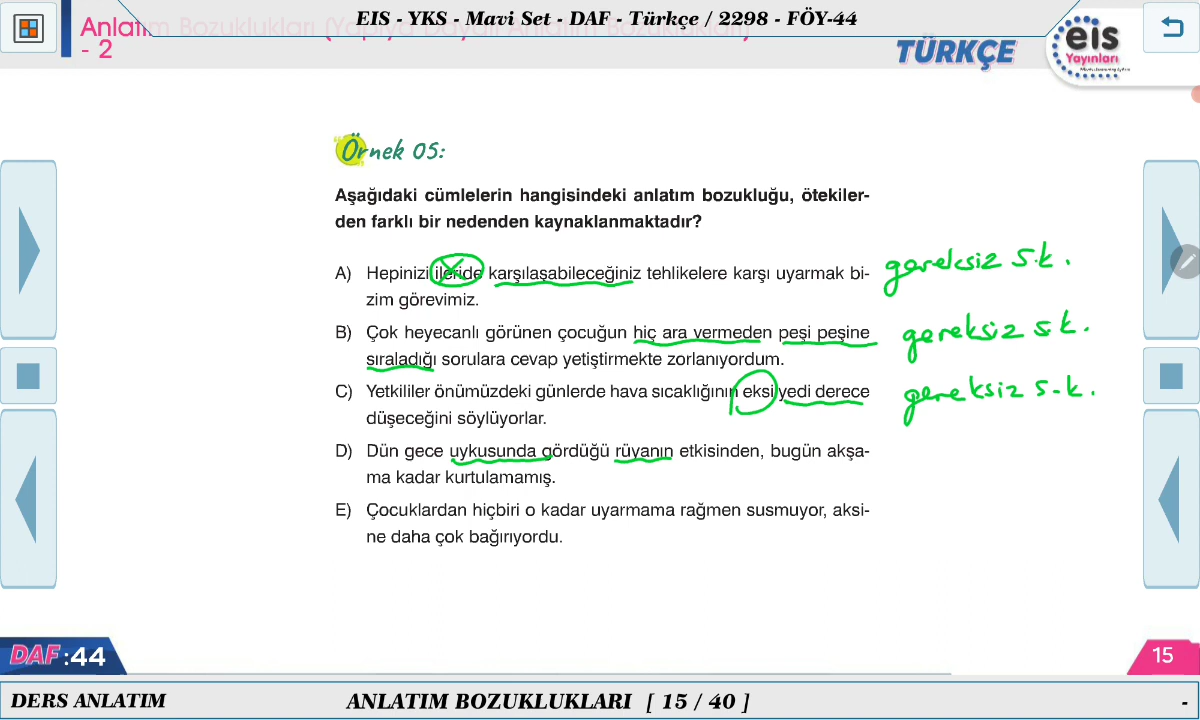 EIS - YKS - Mavi Set - DAF - Türkçe / 2298 - FÖY-44
Anlatım Bozuklukları (Yapıya Dayalı Anlatım Bozuklukları)
- 2
TÜRKÇE
eis
Yayınları
Örnek 05:
Aşağıdaki cümlelerin hangisindeki anlatım bozukluğu, ötekiler-
den farklı bir nedenden kaynaklanmaktadır?
A) Hepinizi ileride karşılaşabileceğiniz tehlikelere karşı uyarmak bi-
zim görevimiz.
gereksiz s.k.
B) Çok heyecanlı görünen çocuğun hiç ara vermeden peşi peşine
sıraladığı sorulara cevap yetiştirmekte zorlanıyordum.
gereksiz s.k.
C) Yetkililer önümüzdeki günlerde hava sıcaklığının eksi yedi derece
düşeceğini söylüyorlar.
gereksiz s.k.
D) Dün gece uykusunda gördüğü rüyanın etkisinden, bugün akşa-
ma kadar kurtulamamış.
E) Çocuklardan hiçbiri o kadar uyarmama rağmen susmuyor, aksi-
ne daha çok bağırıyordu.
DAF :44
15
DERS ANLATIM
ANLATIM BOZUKLUKLARI [ 15 / 40 ]
-